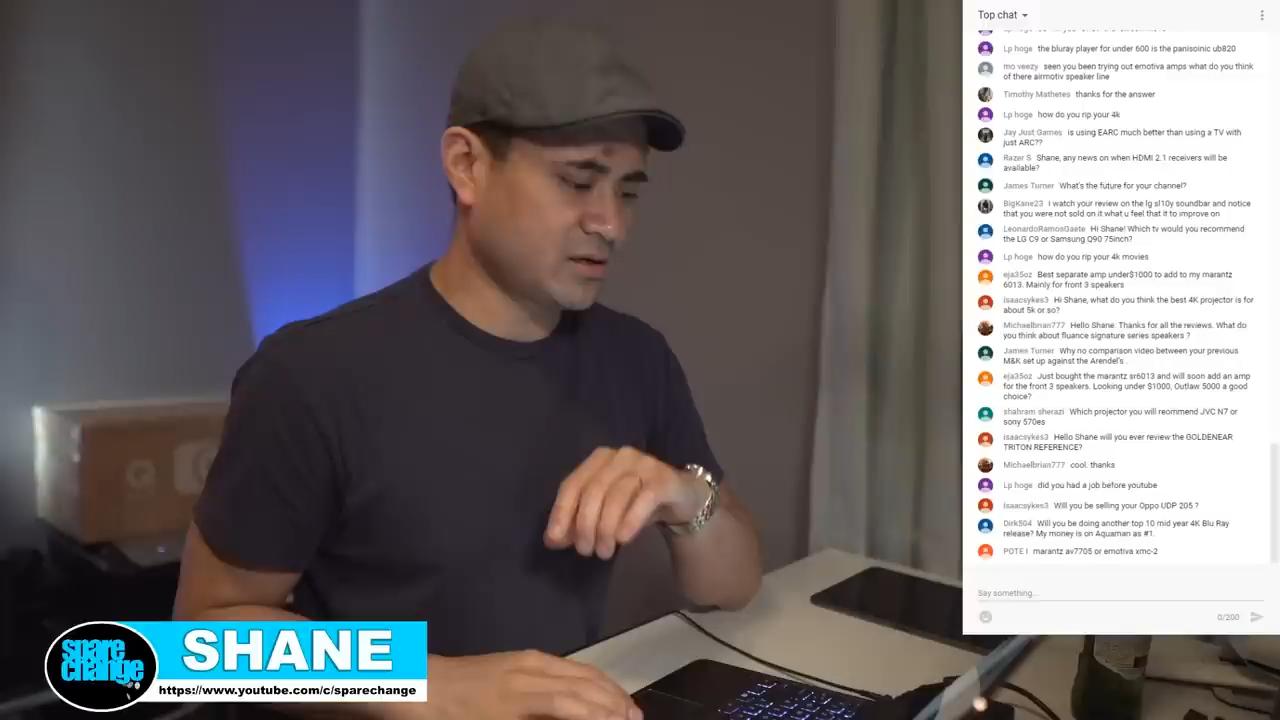 Top chat
Lp hoge the bluray player for under 600 is the panisoinic ub820
mo veezy seen you been trying out emotiva amps what do you think
of there airmotiv speaker line
Timothy Mathetes thanks for the answer
Lp hoge how do you rip your 4k
Jay Just Games is using EARC much better than using a TV with
just ARC??
Razer S Shane, any news on when HDMI 2.1 receivers will be
available?
James Turner What's the future for your channel?
BigKane23 I watch your review on the lg sl10y soundbar and notice
that you were not sold on it what u feel that it to improve on
LeonardoRamosGaete Hi Shane! Which tv would you recommend
the LG C9 or Samsung Q90 75inch?
Lp hoge how do you rip your 4k movies
eja35oz Best separate amp under$1000 to add to my marantz
6013. Mainly for front 3 speakers
isaacsykes3 Hi Shane, what do you think the best 4K projector is for
about 5k or so?
Michaelbrian777 Hello Shane. Thanks for all the reviews. What do
you think about fluance signature series speakers ?
James Turner Why no comparison video between your previous
M&K set up against the Arendel's .
eja35oz Just bought the marantz sr6013 and will soon add an amp
for the front 3 speakers. Looking under $1000, Outlaw 5000 a good
choice?
shahram sherazi Which projector you will reommend JVC N7 or
sony 570es
isaacsykes3 Hello Shane will you ever review the GOLDENEAR
TRITON REFERENCE?
Michaelbrian777 cool. thanks
Lp hoge did you had a job before youtube
isaacsykes3 Will you be selling your Oppo UDP 205 ?
Dirk504 Will you be doing another top 10 mid year 4K Blu Ray
release? My money is on Aquaman as #1.
POTE I marantz av7705 or emotiva xmc-2
Say something...
0/200
spare
change
SHANE
https://www.youtube.com/c/sparechange